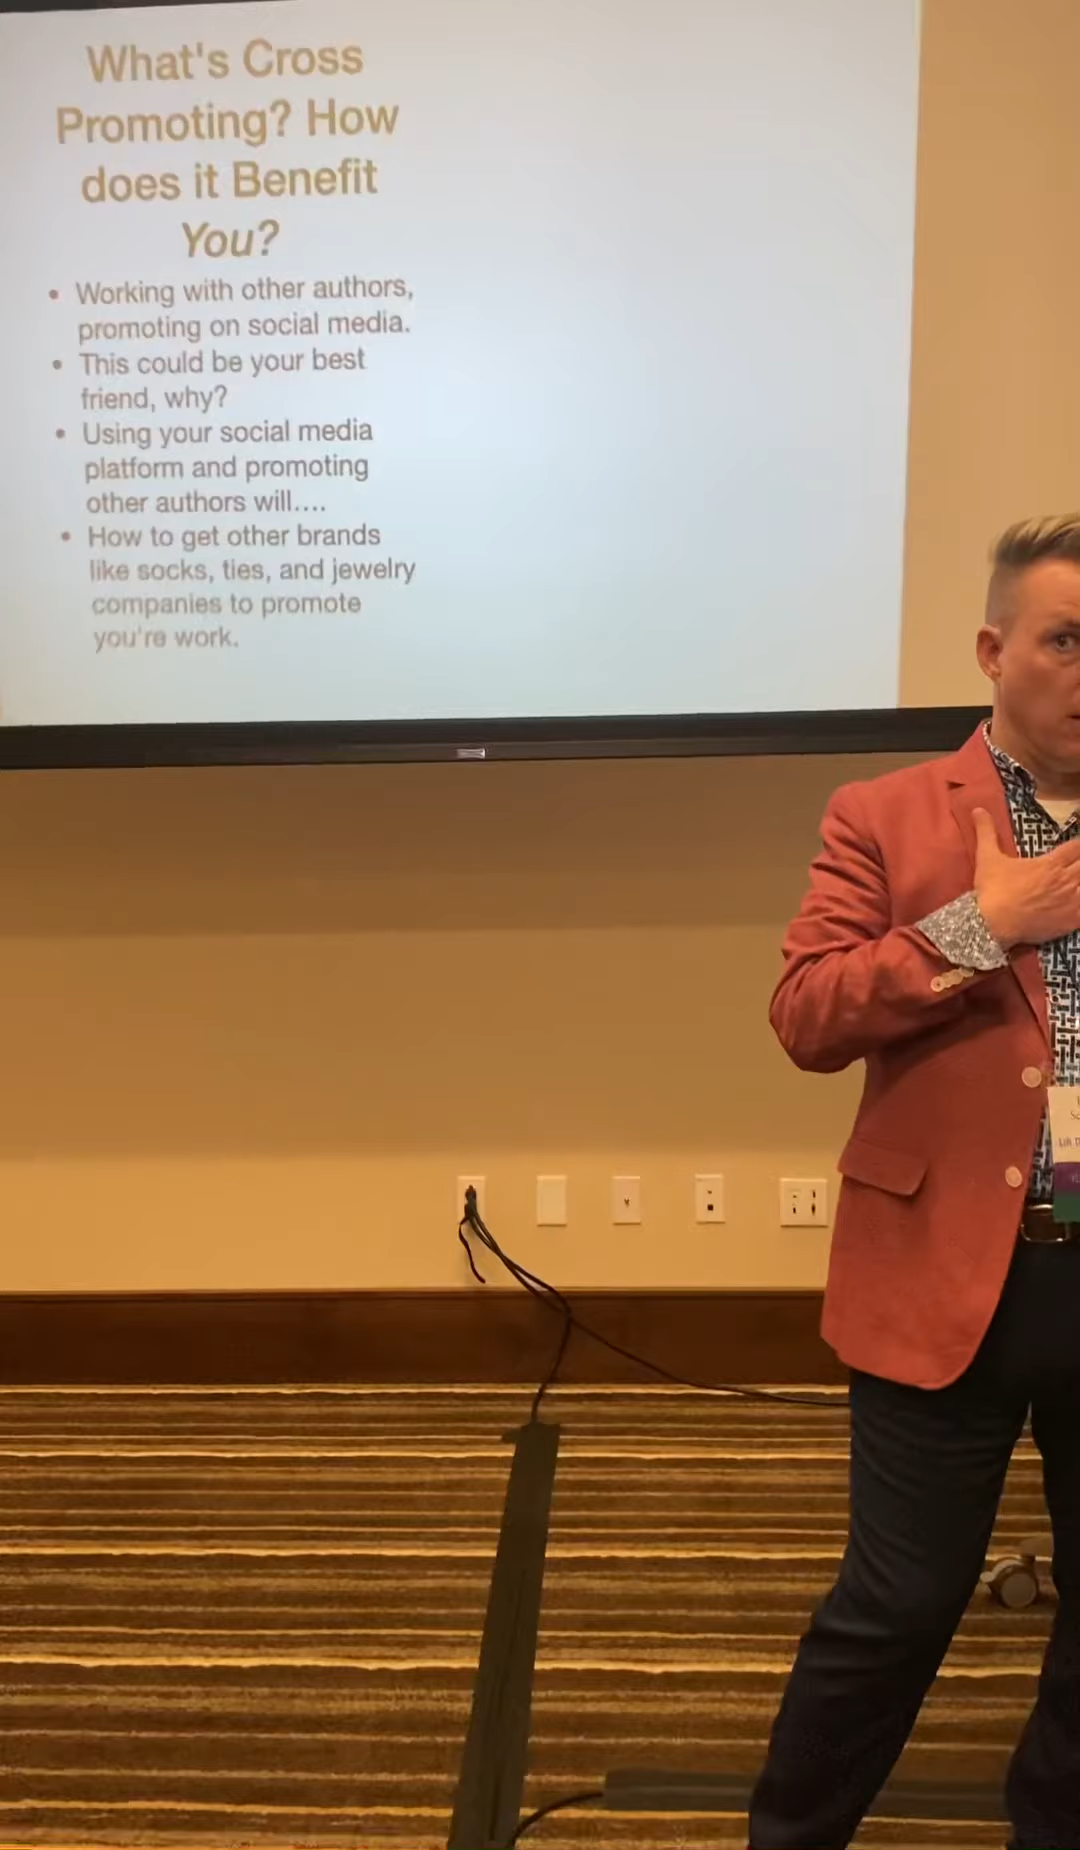 What's Cross
Promoting? How
does it Benefit
You?
• Working with other authors,
promoting on social media.
• This could be your best
friend, why?
• Using your social media
platform and promoting
other authors will....
• How to get other brands
like socks, ties, and jewelry
companies to promote
you're work.